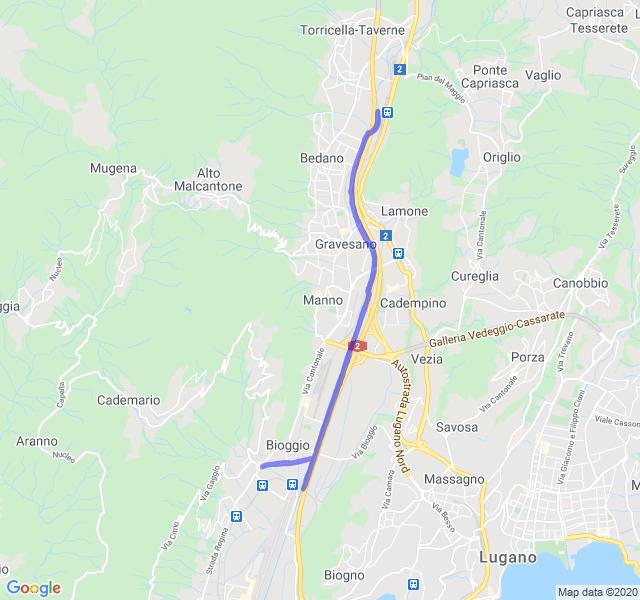 Capriasca
Tesserete
Torricella-Taverne
2
Ponte
Capriasca
Vaglio
Pian del Maggio
Bedano
Origlio
Sureggio
Mugena
Alto
Malcantone
Lamone
Via Cantonale
Via Tesserete
2
Gravesano
Nucleo
Cureglia
Canobbio
ggia
Manno
Cadempino
Galleria Vedeggio-Cassarate
2
Vezia
Porza
Via Trevano
Via Cantonale
Autostrada Lugano Nord
Capella
Cademario
Via Cantonale
Via Giacomo e Filippo Ciani
Viale Casson
Savosa
Aranno
Nucleo
Bioggio
Via Bioggio
Via Gaggio
Massagno
M
Via Camara
Via Besso
Via Cimo
Strada Regina
Lugano
Biogno
Google
Map data ©2020